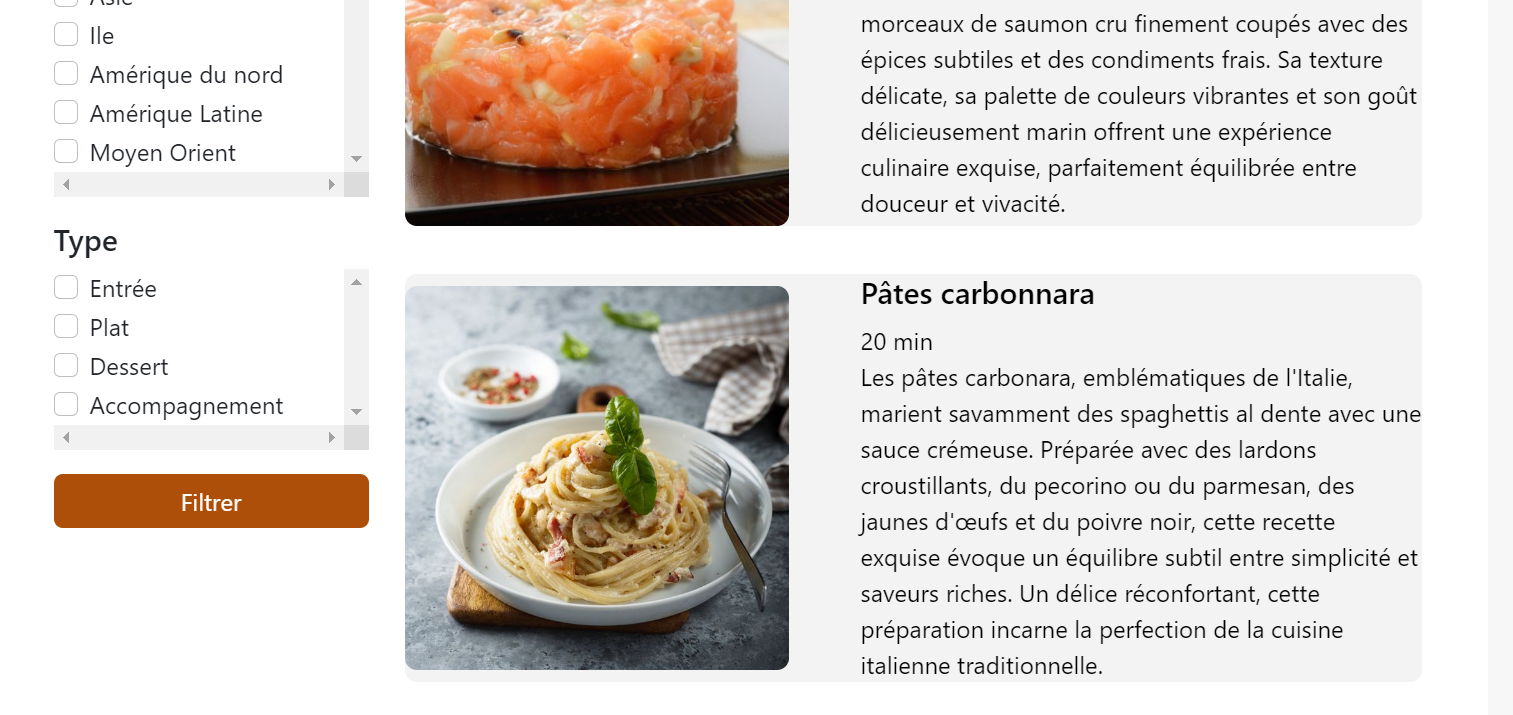 Asie
Ile
Amérique du nord
Amérique Latine
Moyen Orient
Type
Entrée
Plat
Dessert
Accompagnement
Filtrer
morceaux de saumon cru finement coupés avec des
épices subtiles et des condiments frais. Sa texture
délicate, sa palette de couleurs vibrantes et son goût
délicieusement marin offrent une expérience
culinaire exquise, parfaitement équilibrée entre
douceur et vivacité.
Pâtes carbonnara
20 min
Les pâtes carbonara, emblématiques de l'Italie,
marient savamment des spaghettis al dente avec une
sauce crémeuse. Préparée avec des lardons
croustillants, du pecorino ou du parmesan, des
jaunes d'œufs et du poivre noir, cette recette
exquise évoque un équilibre subtil entre simplicité et
saveurs riches. Un délice réconfortant, cette
préparation incarne la perfection de la cuisine
italienne traditionnelle.